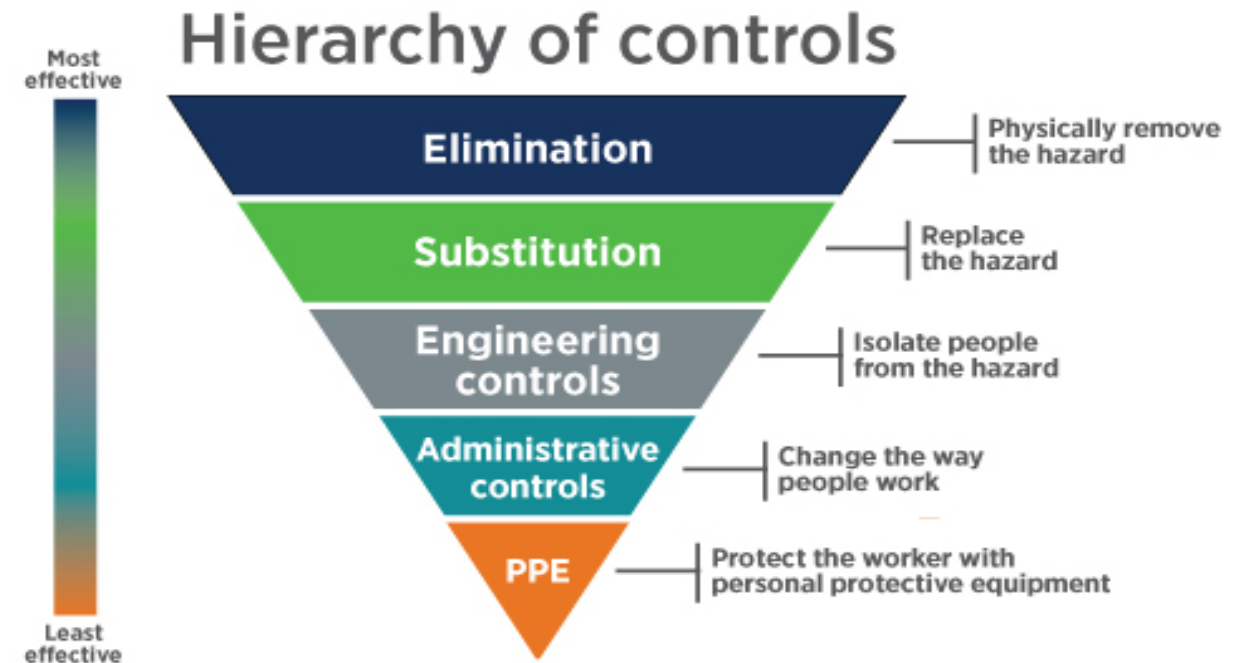 Hierarchy of controls
Most
effective
Elimination
Physically remove
the hazard
Substitution
Replace
the hazard
Engineering
controls
Isolate people
from the hazard
Administrative
controls
Change the way
people work
PPE
Protect the worker with
personal protective equipment
Least
effective